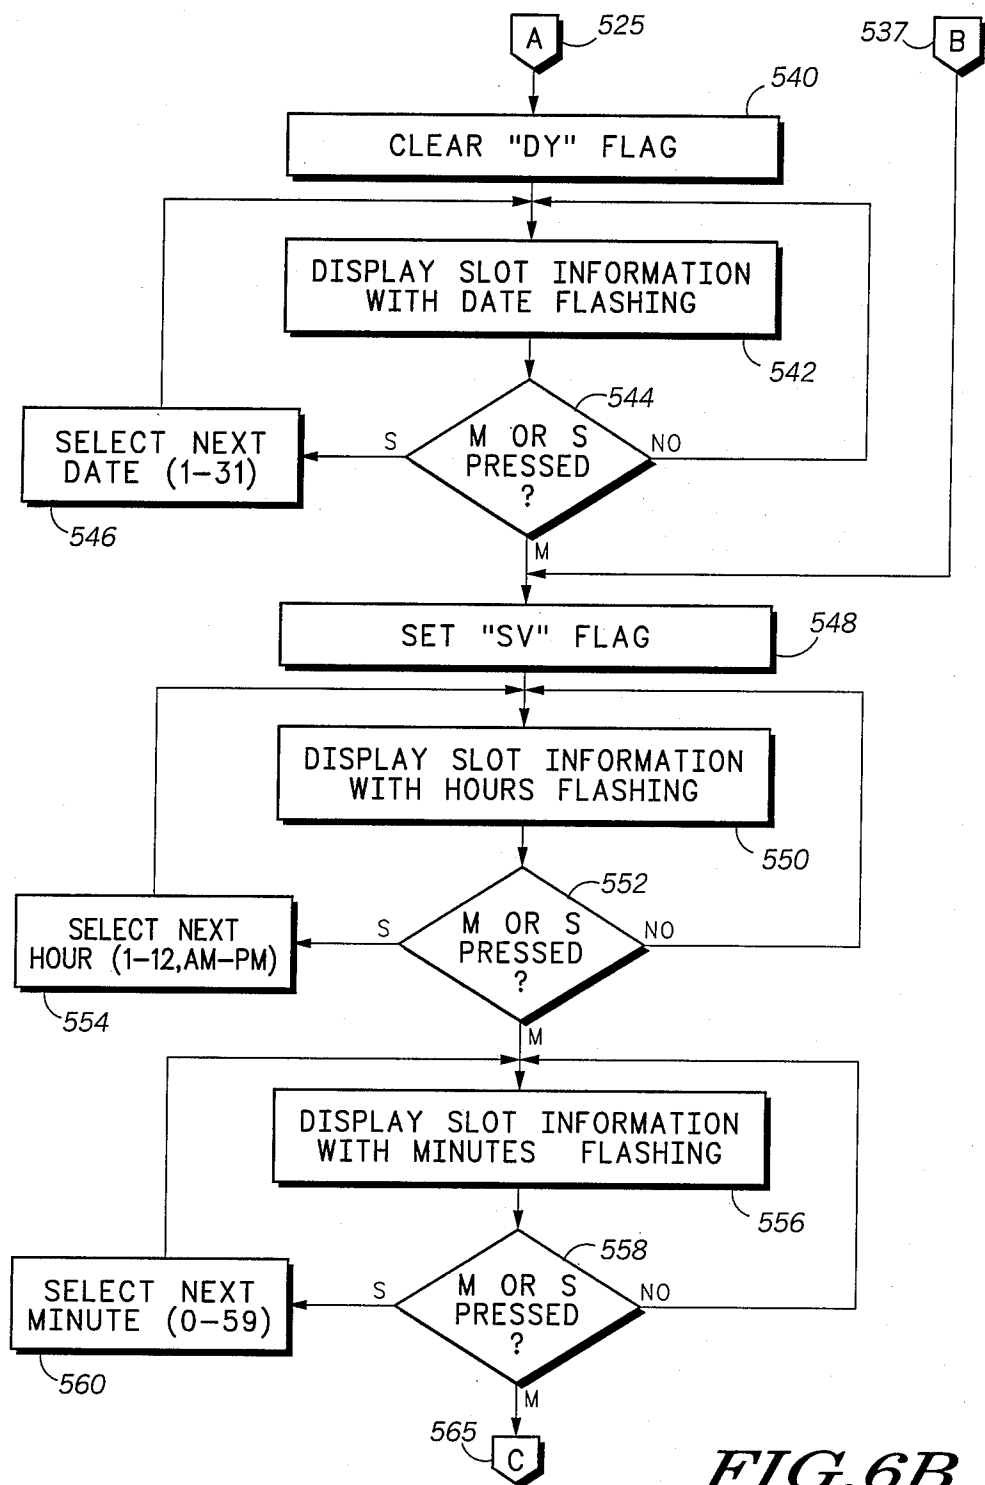 A
525
537
B
540
CLEAR "DY" FLAG
DISPLAY SLOT INFORMATION
WITH DATE FLASHING
542
544
M OR S
PRESSED
?
S
NO
SELECT NEXT
DATE (1-31)
546
M
SET "SV" FLAG
548
DISPLAY SLOT INFORMATION
WITH HOURS FLASHING
550
552
M OR S
PRESSED
?
S
NO
SELECT NEXT
HOUR (1-12,AM-PM)
554
M
DISPLAY SLOT INFORMATION
WITH MINUTES FLASHING
556
558
M OR S
PRESSED
?
S
NO
SELECT NEXT
MINUTE (0-59)
560
M
565
C
FIG.6B